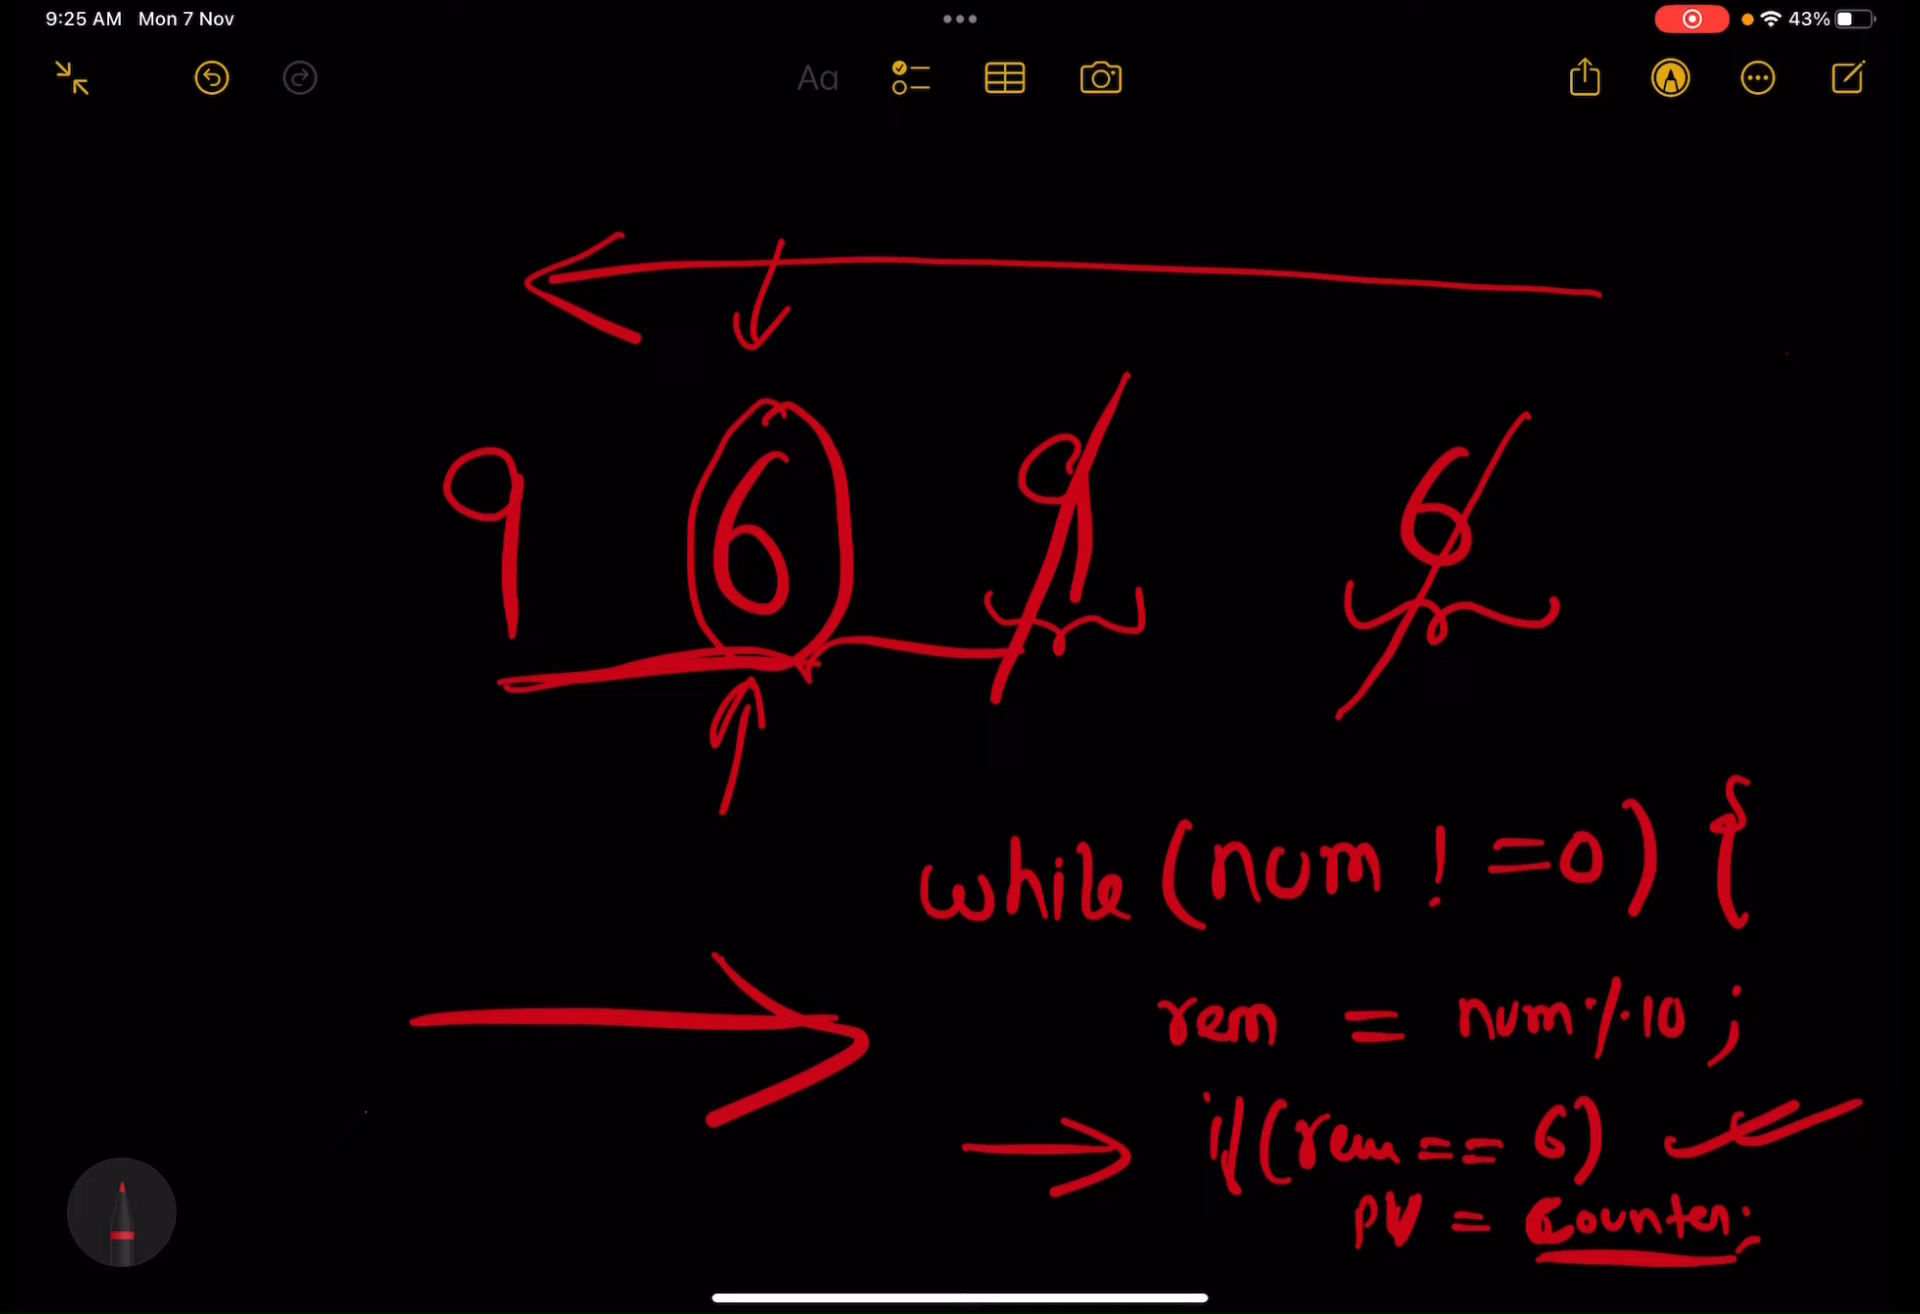 9:25 AM Mon 7 Nov
43%
Aa
9 6 9 6
while (num ! =0) {
rem = num % 10 ;
if (rem == 6)
pV = Counter;